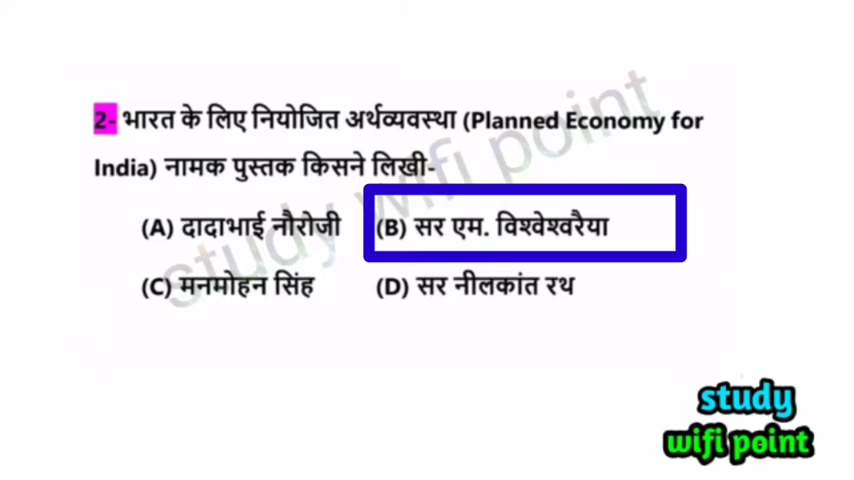 2- भारत के लिए नियोजित अर्थव्यवस्था (Planned Economy for
India) नामक पुस्तक किसने लिखी-
(A) दादाभाई नौरोजी (B) सर एम. विश्वेश्वरैया
(C) मनमोहन सिंह (D) सर नीलकांत रथ
study wifi point
study
wifi point